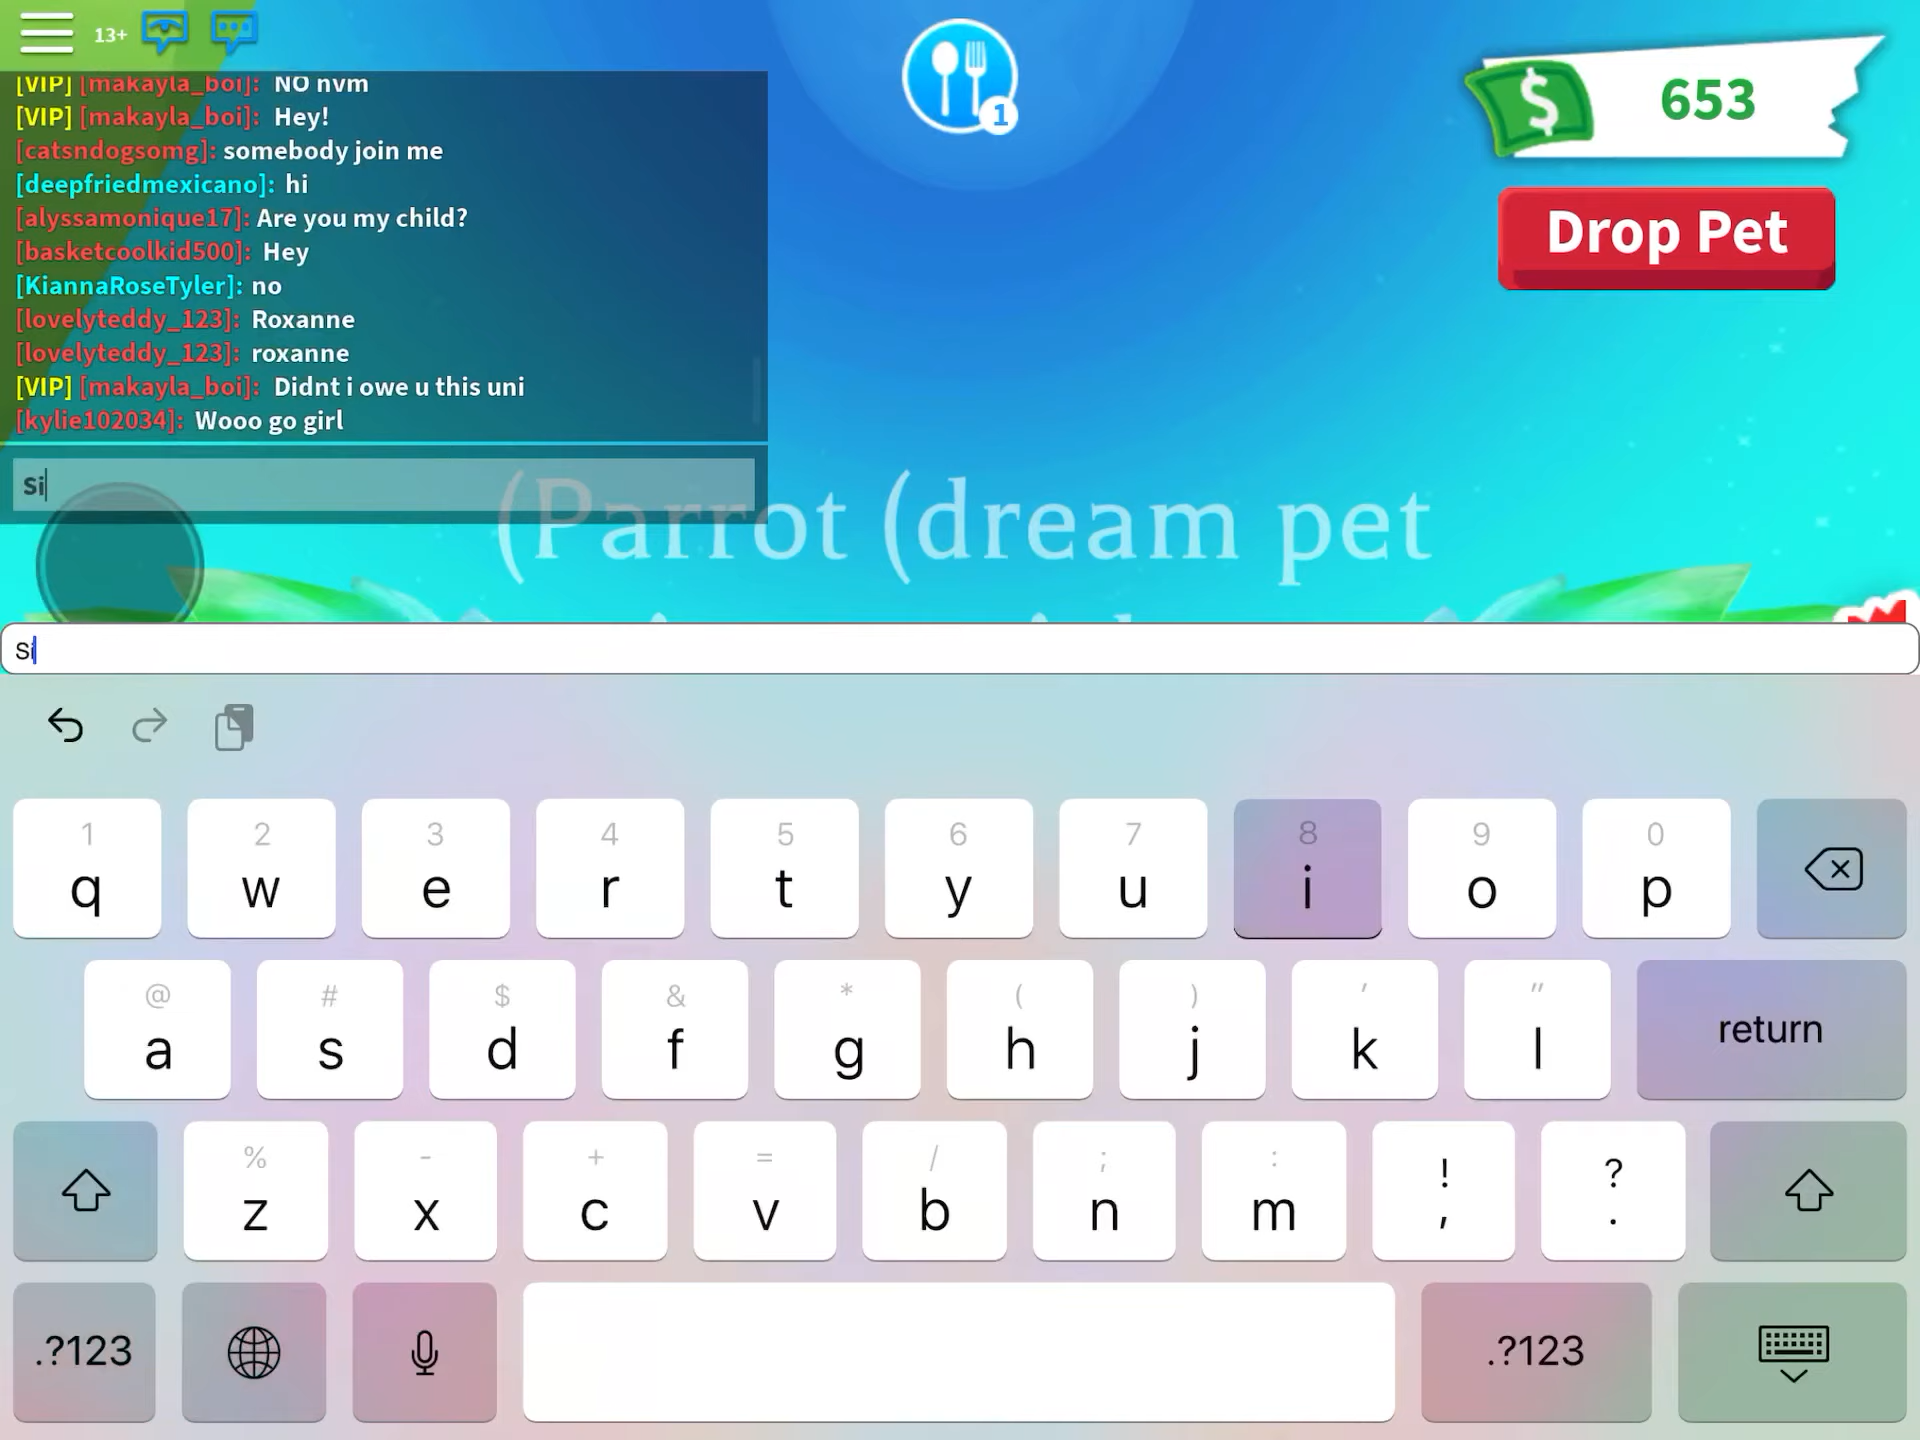 13+
[VIP] [makayla_boi]: NO nvm
[VIP] [makayla_boi]: Hey!
[catsndogsomg]: somebody join me
[deepfriedmexicano]: hi
[alyssamonique17]: Are you my child?
[basketcoolkid500]: Hey
[KiannaRoseTyler]: no
[lovelyteddy_123]: Roxanne
[lovelyteddy_123]: roxanne
[VIP] [makayla_boi]: Didnt i owe u this uni
[kylie102034]: Wooo go girl
Si
1
$ 653
Drop Pet
(Parrot (dream pet
Si
1 2 3 4 5 6 7 8 9 0
q w e r t y u i o p
@ # $ & * ( ) ' "
a s d f g h j k l return
% - + = / ; : ! ?
z x c v b n m , .
.?123 .?123